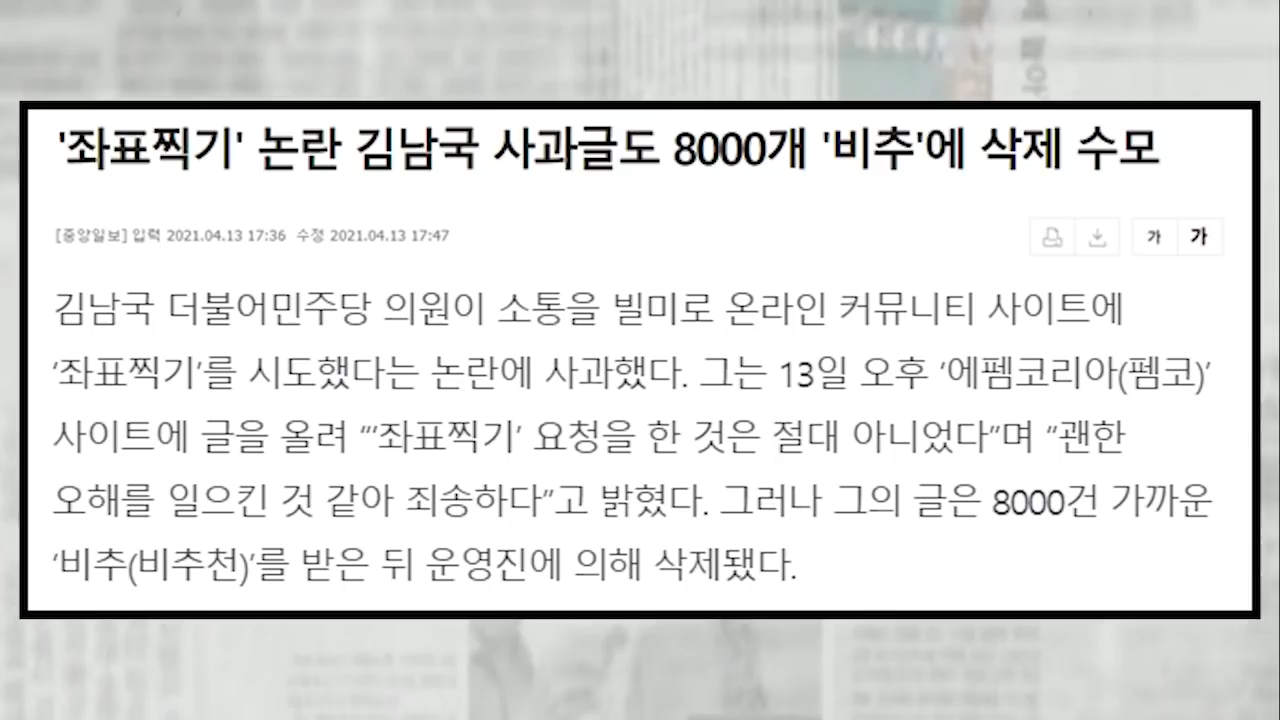 '좌표찍기' 논란 김남국 사과글도 8000개 '비추'에 삭제 수모
[중앙일보] 입력 2021.04.13 17:36 수정 2021.04.13 17:47
가 가
김남국 더불어민주당 의원이 소통을 빌미로 온라인 커뮤니티 사이트에
‘좌표찍기’를 시도했다는 논란에 사과했다. 그는 13일 오후 ‘에펨코리아(펨코)’
사이트에 글을 올려 “‘좌표찍기’ 요청을 한 것은 절대 아니었다”며 “괜한
오해를 일으킨 것 같아 죄송하다”고 밝혔다. 그러나 그의 글은 8000건 가까운
‘비추(비추천)’를 받은 뒤 운영진에 의해 삭제됐다.